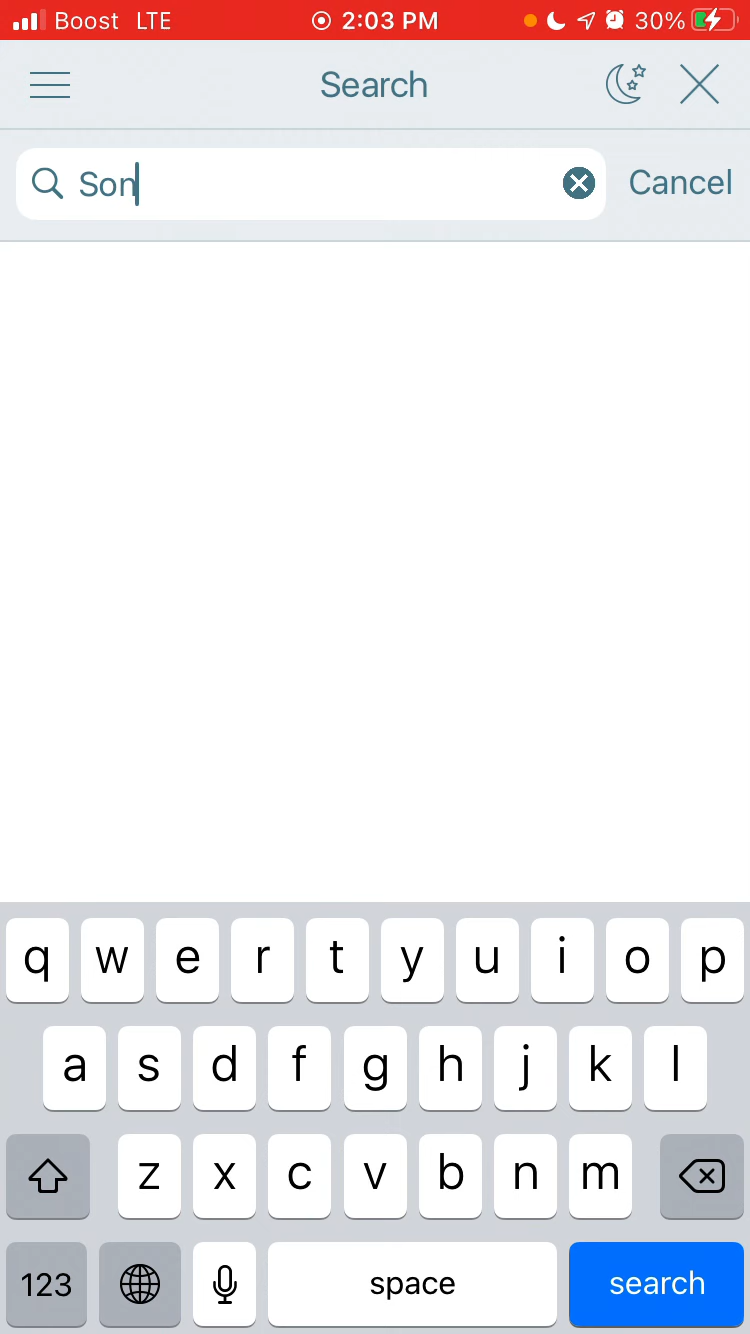 Boost LTE 2:03 PM 30%
Search
Son Cancel
q w e r t y u i o p
a s d f g h j k l
z x c v b n m
123 space search